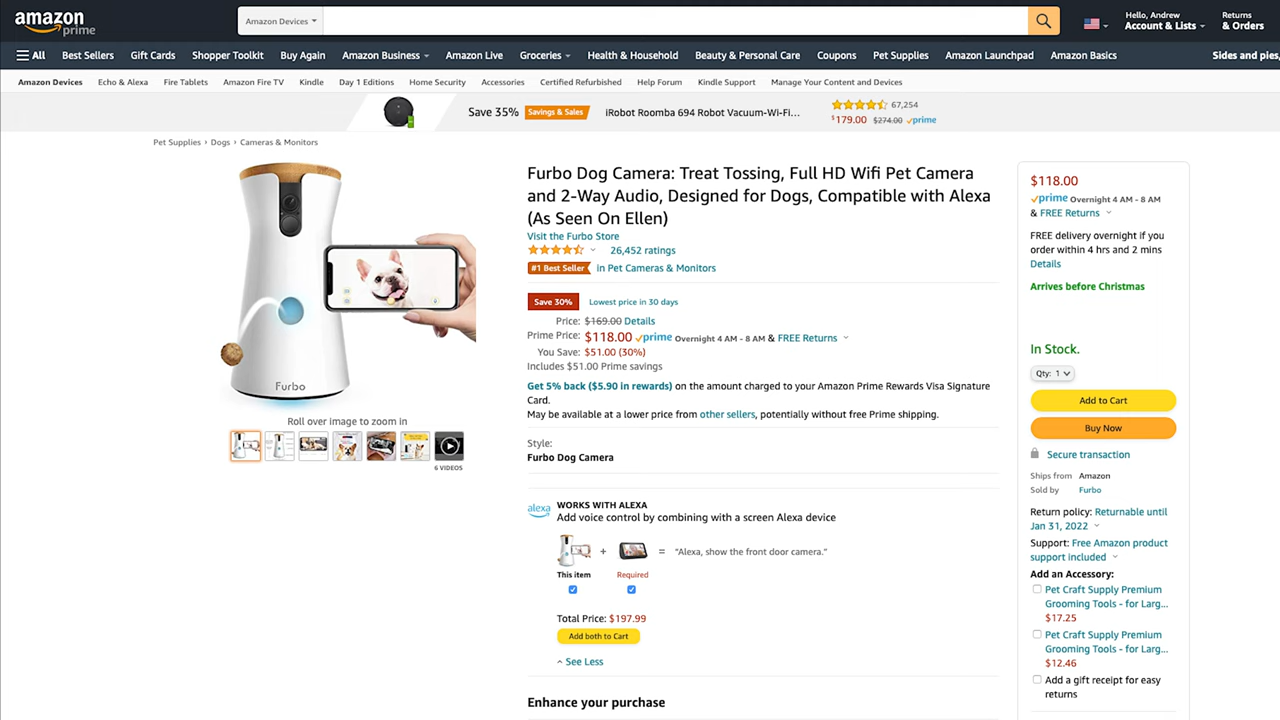 amazon prime
Amazon Devices
Hello, Andrew
Account & Lists
Returns
& Orders
All Best Sellers Gift Cards Shopper Toolkit Buy Again Amazon Business Amazon Live Groceries Health & Household Beauty & Personal Care Coupons Pet Supplies Amazon Launchpad Amazon Basics Sides and pies,
Amazon Devices Echo & Alexa Fire Tablets Amazon Fire TV Kindle Day 1 Editions Home Security Accessories Certified Refurbished Help Forum Kindle Support Manage Your Content and Devices
Save 35% Savings & Sales iRobot Roomba 694 Robot Vacuum-Wi-Fi...
67,254
$179.00 $274.00 prime
Pet Supplies › Dogs › Cameras & Monitors
Furbo
Roll over image to zoom in
6 VIDEOS
Furbo Dog Camera: Treat Tossing, Full HD Wifi Pet Camera
and 2-Way Audio, Designed for Dogs, Compatible with Alexa
(As Seen On Ellen)
Visit the Furbo Store
26,452 ratings
#1 Best Seller in Pet Cameras & Monitors
Save 30% Lowest price in 30 days
Price: $169.00 Details
Prime Price: $118.00 prime Overnight 4 AM - 8 AM & FREE Returns
You Save: $51.00 (30%)
Includes $51.00 Prime savings
Get 5% back ($5.90 in rewards) on the amount charged to your Amazon Prime Rewards Visa Signature
Card.
May be available at a lower price from other sellers, potentially without free Prime shipping.
Style:
Furbo Dog Camera
alexa
WORKS WITH ALEXA
Add voice control by combining with a screen Alexa device
+ = "Alexa, show the front door camera."
This item Required
Total Price: $197.99
Add both to Cart
See Less
Enhance your purchase
$118.00
prime Overnight 4 AM - 8 AM
& FREE Returns
FREE delivery overnight if you
order within 4 hrs and 2 mins
Details
Arrives before Christmas
In Stock.
Qty: 1
Add to Cart
Buy Now
Secure transaction
Ships from Amazon
Sold by Furbo
Return policy: Returnable until
Jan 31, 2022
Support: Free Amazon product
support included
Add an Accessory:
Pet Craft Supply Premium
Grooming Tools - for Larg...
$17.25
Pet Craft Supply Premium
Grooming Tools - for Larg...
$12.46
Add a gift receipt for easy
returns